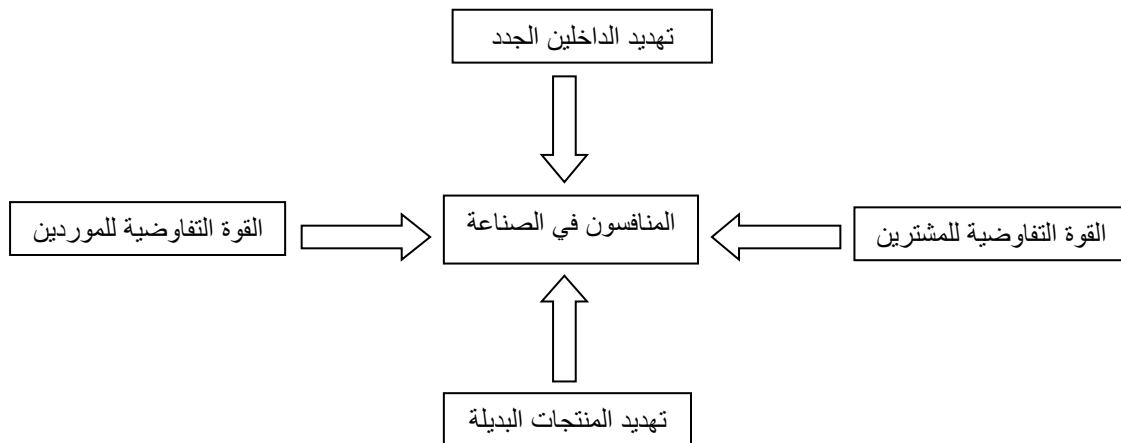 تهديد الداخلين الجدد
القوة التفاوضية للمشترين
المنافسون في الصناعة
القوة التفاوضية للموردين
تهديد المنتجات البديلة